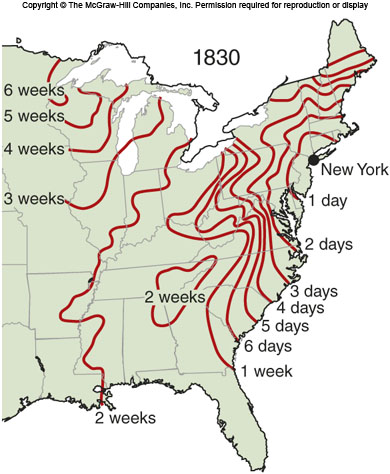 Copyright © The McGraw-Hill Companies, Inc. Permission required for reproduction or display
1830
6 weeks
5 weeks
4 weeks
3 weeks
New York
1 day
2 days
3 days
4 days
5 days
6 days
1 week
2 weeks
2 weeks